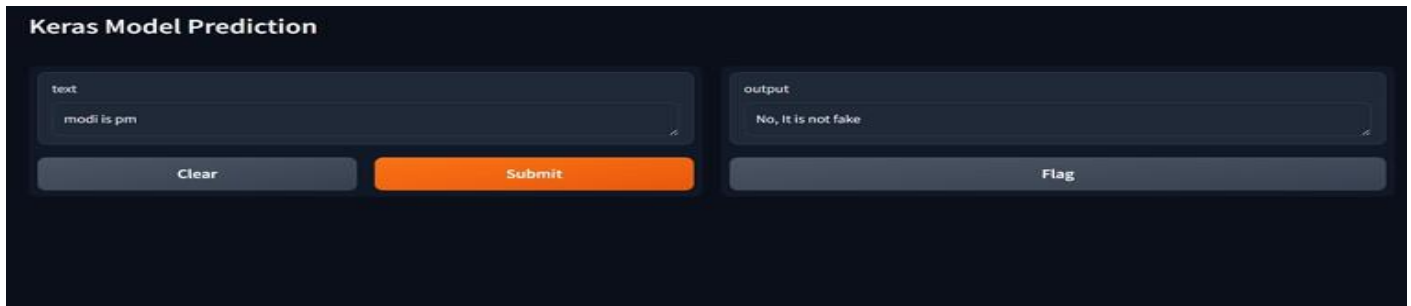 Keras Model Prediction
text
modi is pm
Clear
Submit
output
No, It is not fake
Flag